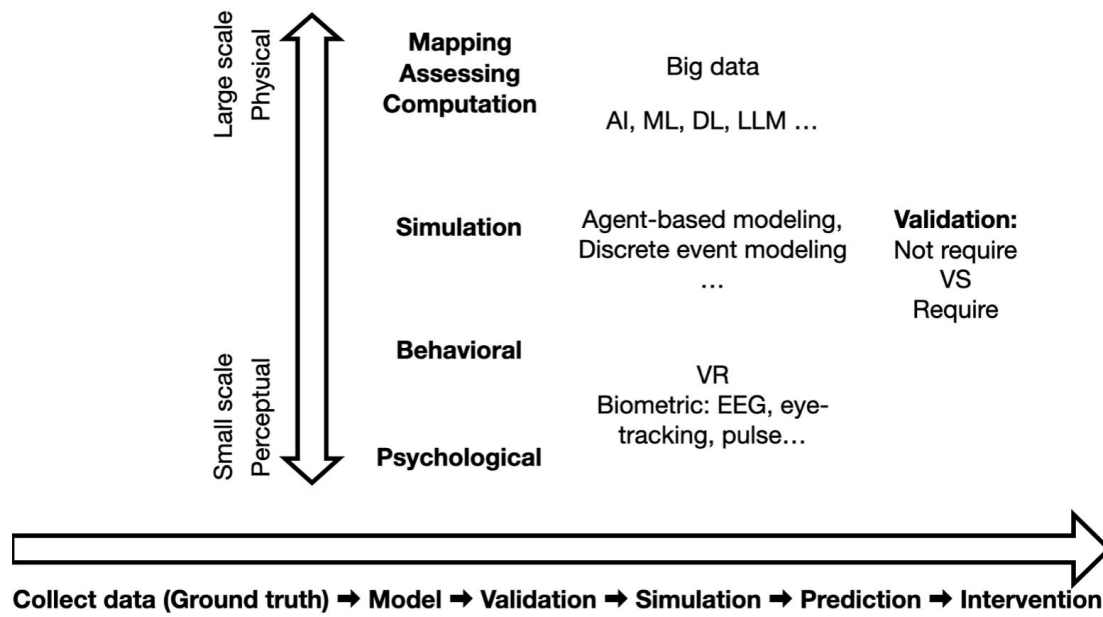 Large scale
Physical
Mapping
Assessing
Computation
Big data
AI, ML, DL, LLM …
Simulation
Agent-based modeling,
Discrete event modeling
…
Validation:
Not require
VS
Require
Small scale
Perceptual
Behavioral
VR
Biometric: EEG, eye-
tracking, pulse…
Psychological
Collect data (Ground truth) ➡ Model ➡ Validation ➡ Simulation ➡ Prediction ➡ Intervention